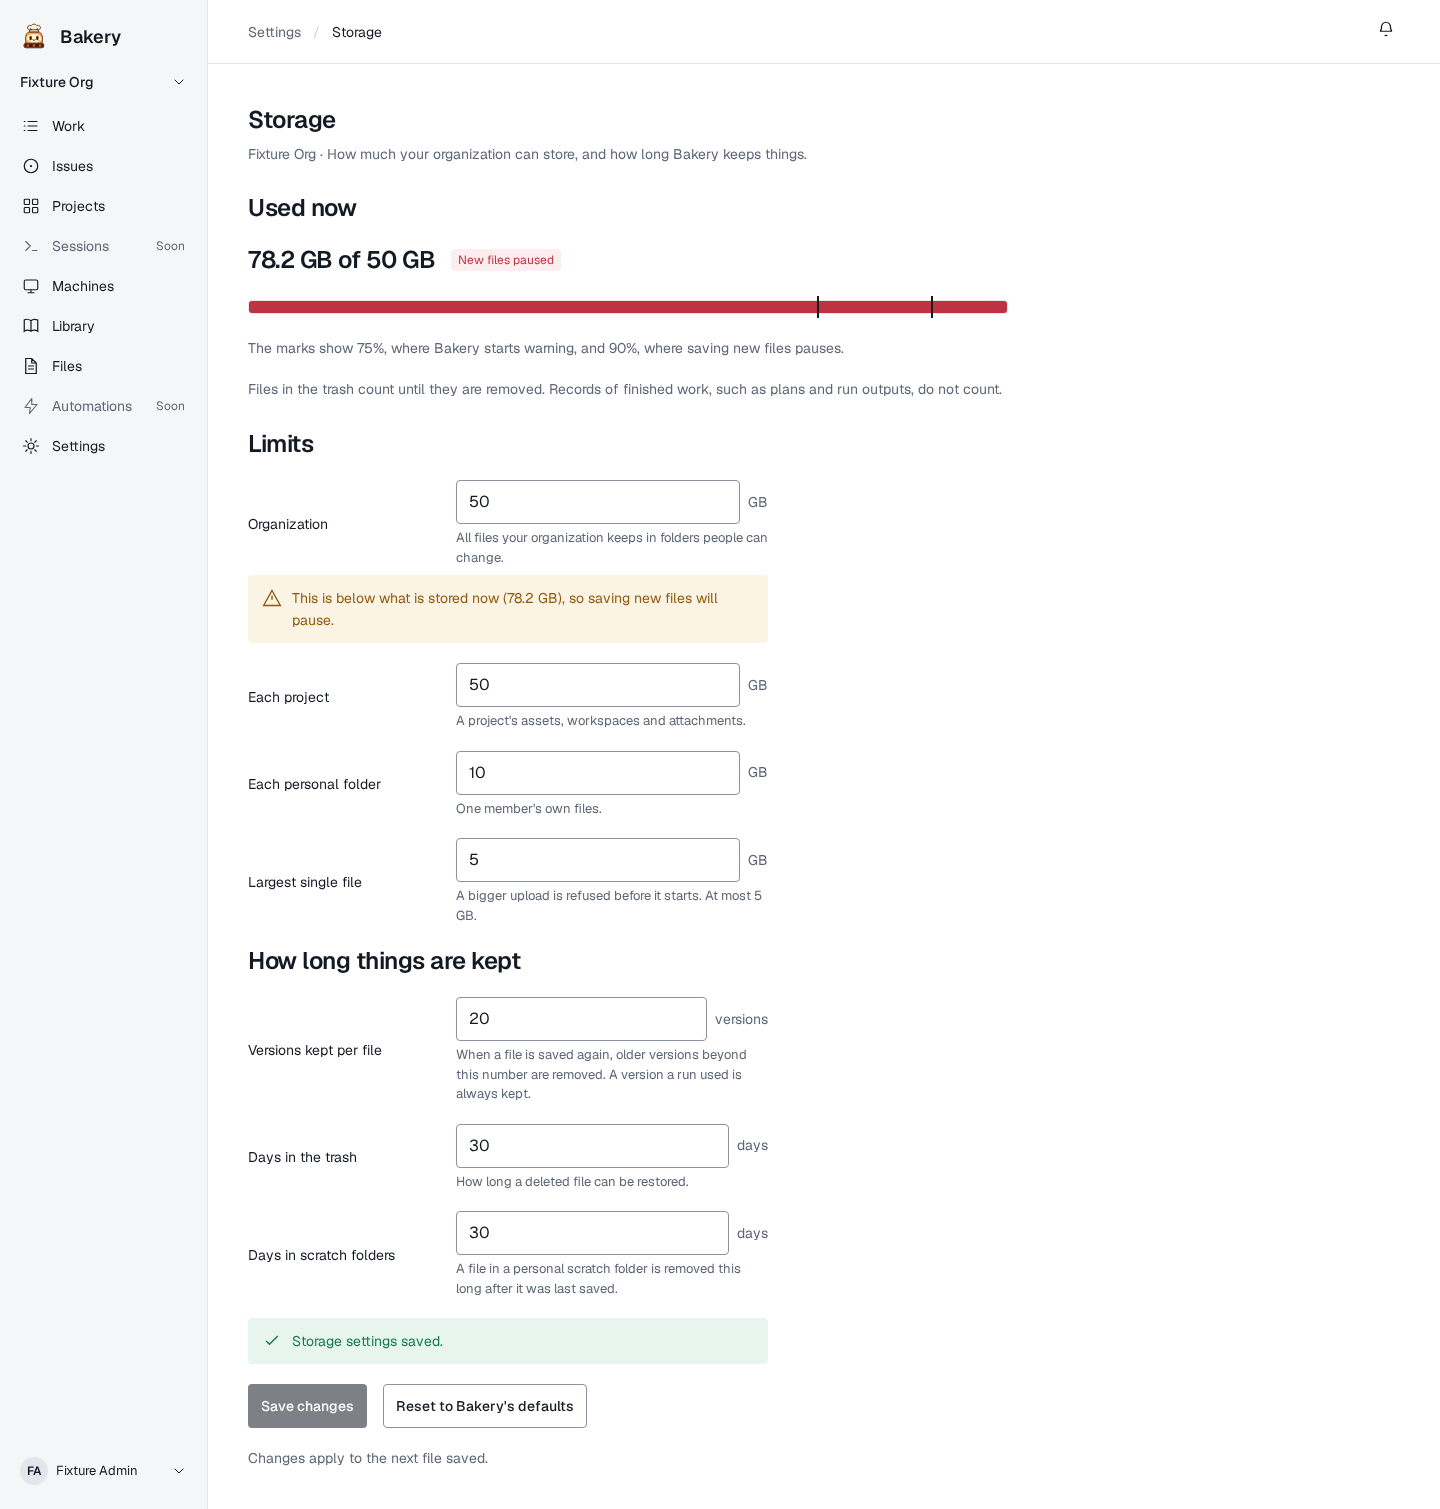 Bakery
Fixture Org
Work
Issues
Projects
Sessions Soon
Machines
Library
Files
Automations Soon
Settings
FA Fixture Admin
Settings / Storage
Storage
Fixture Org · How much your organization can store, and how long Bakery keeps things.
Used now
78.2 GB of 50 GB New files paused
The marks show 75%, where Bakery starts warning, and 90%, where saving new files pauses.
Files in the trash count until they are removed. Records of finished work, such as plans and run outputs, do not count.
Limits
Organization
50 GB
All files your organization keeps in folders people can
change.
This is below what is stored now (78.2 GB), so saving new files will
pause.
Each project
50 GB
A project's assets, workspaces and attachments.
Each personal folder
10 GB
One member's own files.
Largest single file
5 GB
A bigger upload is refused before it starts. At most 5
GB.
How long things are kept
Versions kept per file
20 versions
When a file is saved again, older versions beyond
this number are removed. A version a run used is
always kept.
Days in the trash
30 days
How long a deleted file can be restored.
Days in scratch folders
30 days
A file in a personal scratch folder is removed this
long after it was last saved.
Storage settings saved.
Save changes Reset to Bakery's defaults
Changes apply to the next file saved.